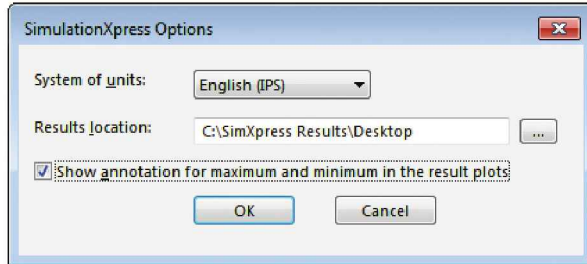 SimulationXpress Options
System of units: English (IPS)
Results location: C:\SimXpress Results\Desktop ...
Show annotation for maximum and minimum in the result plots
OK Cancel